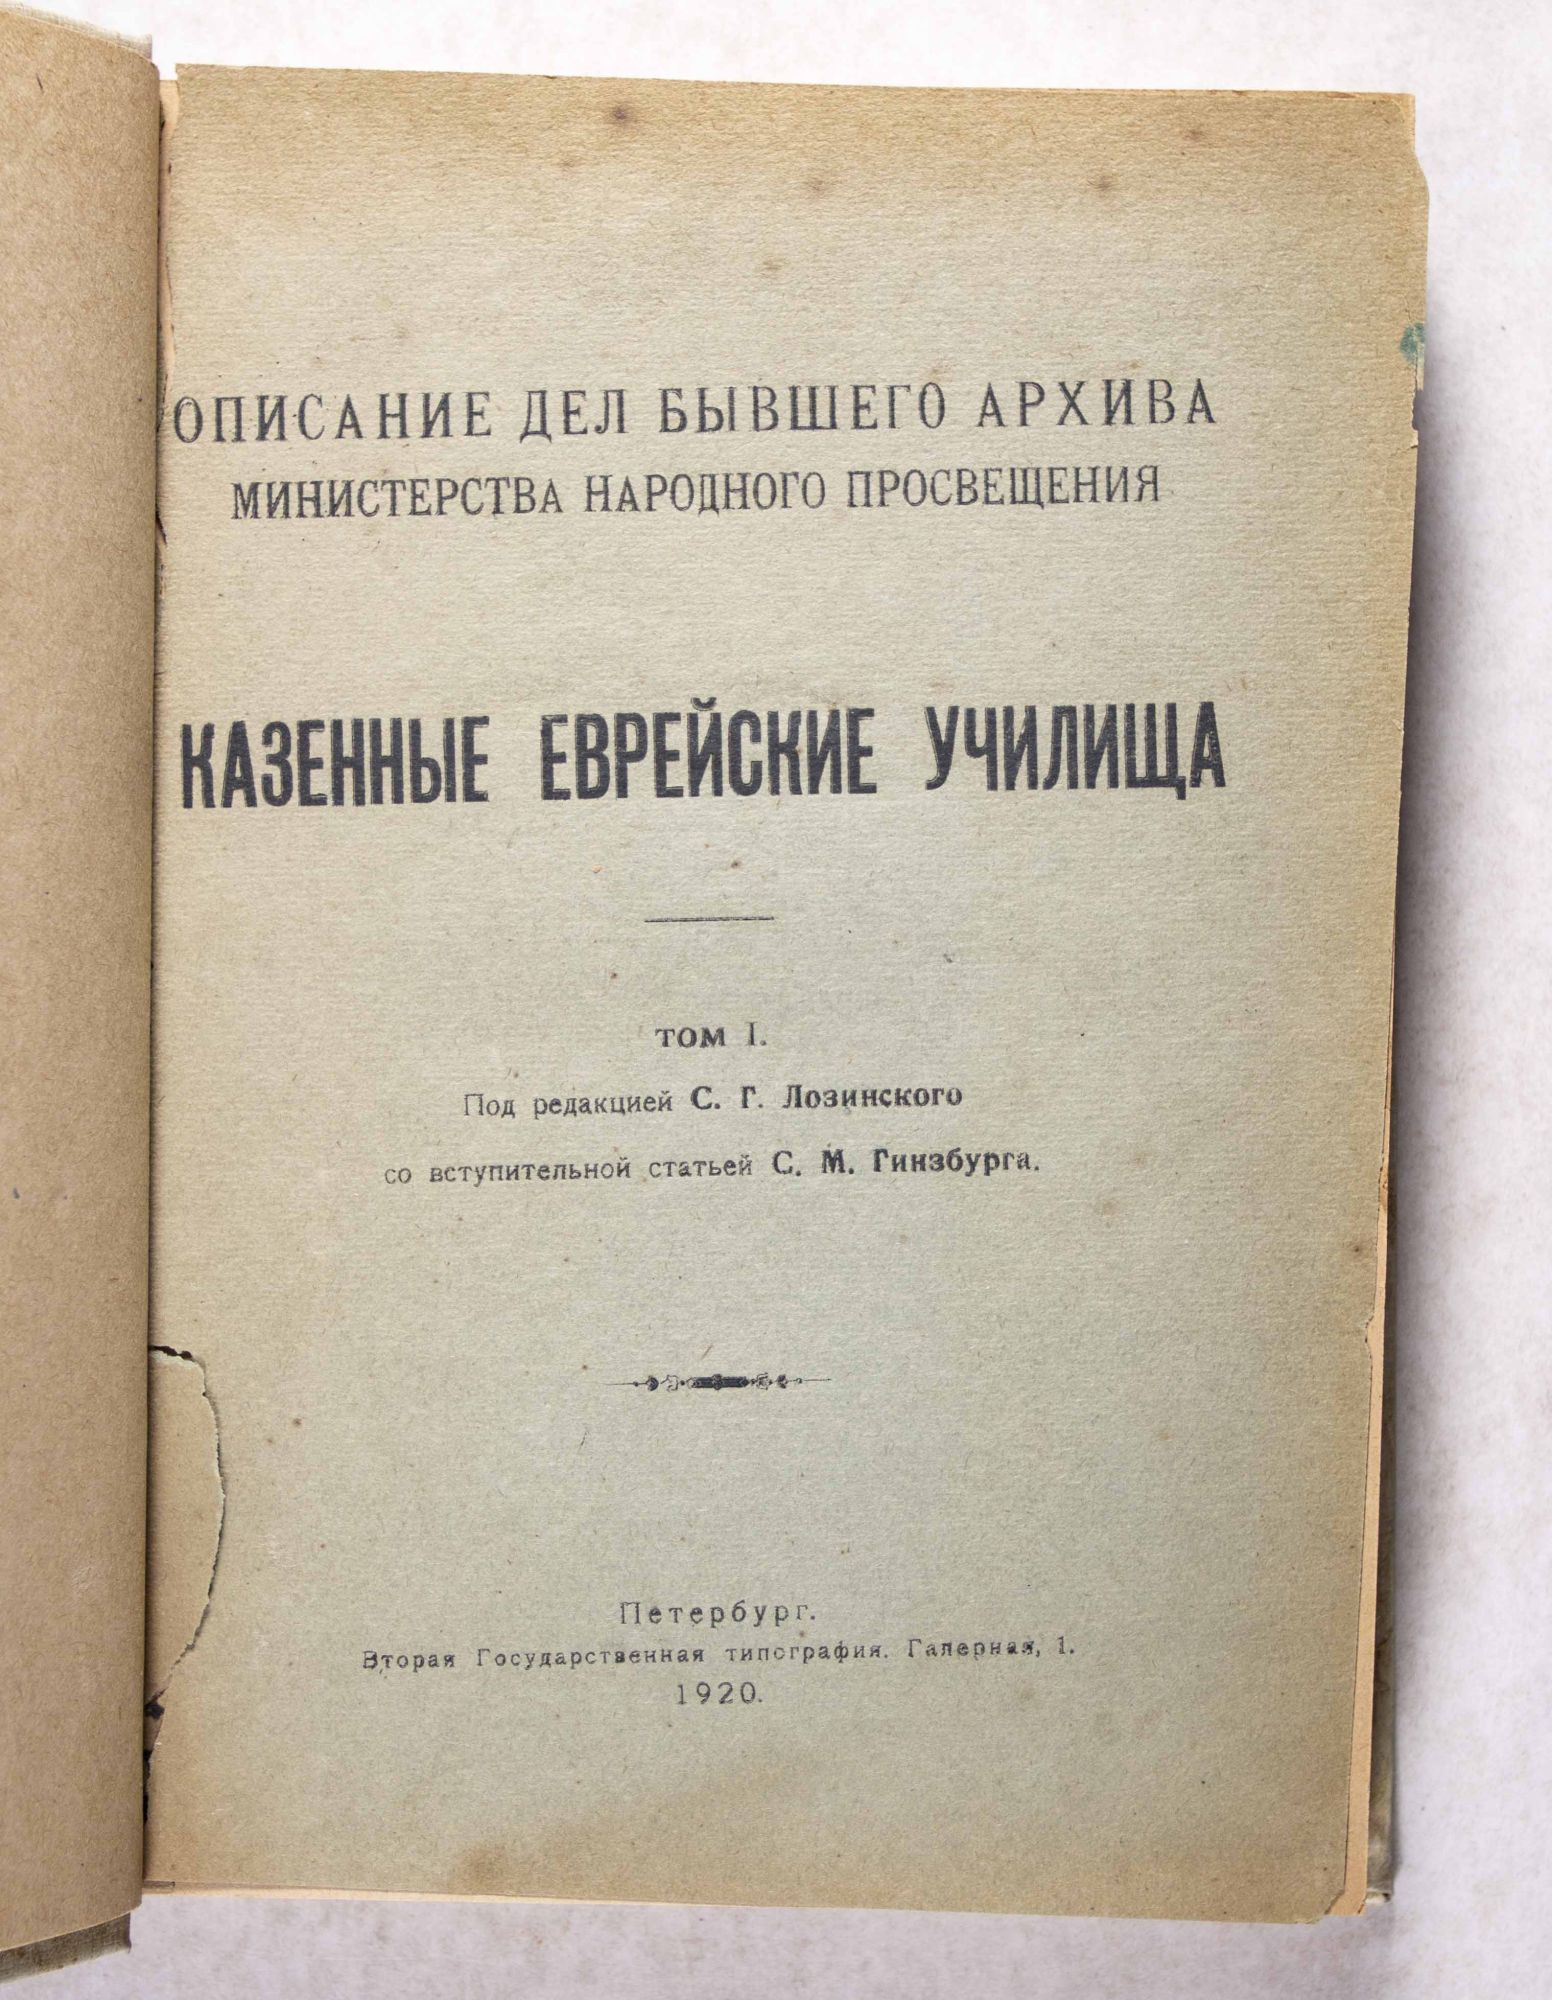 ОПИСАНИЕ ДЕЛ БЫВШЕГО АРХИВА
МИНИСТЕРСТВА НАРОДНОГО ПРОСВЕЩЕНИЯ
КАЗЕННЫЕ ЕВРЕЙСКИЕ УЧИЛИЩА
ТОМ I.
Под редакцией С. Г. Лозинского
со вступительной статьей С. М. Гинзбурга.
Петербург.
Вторая Государственная типография. Галерная, 1.
1920.